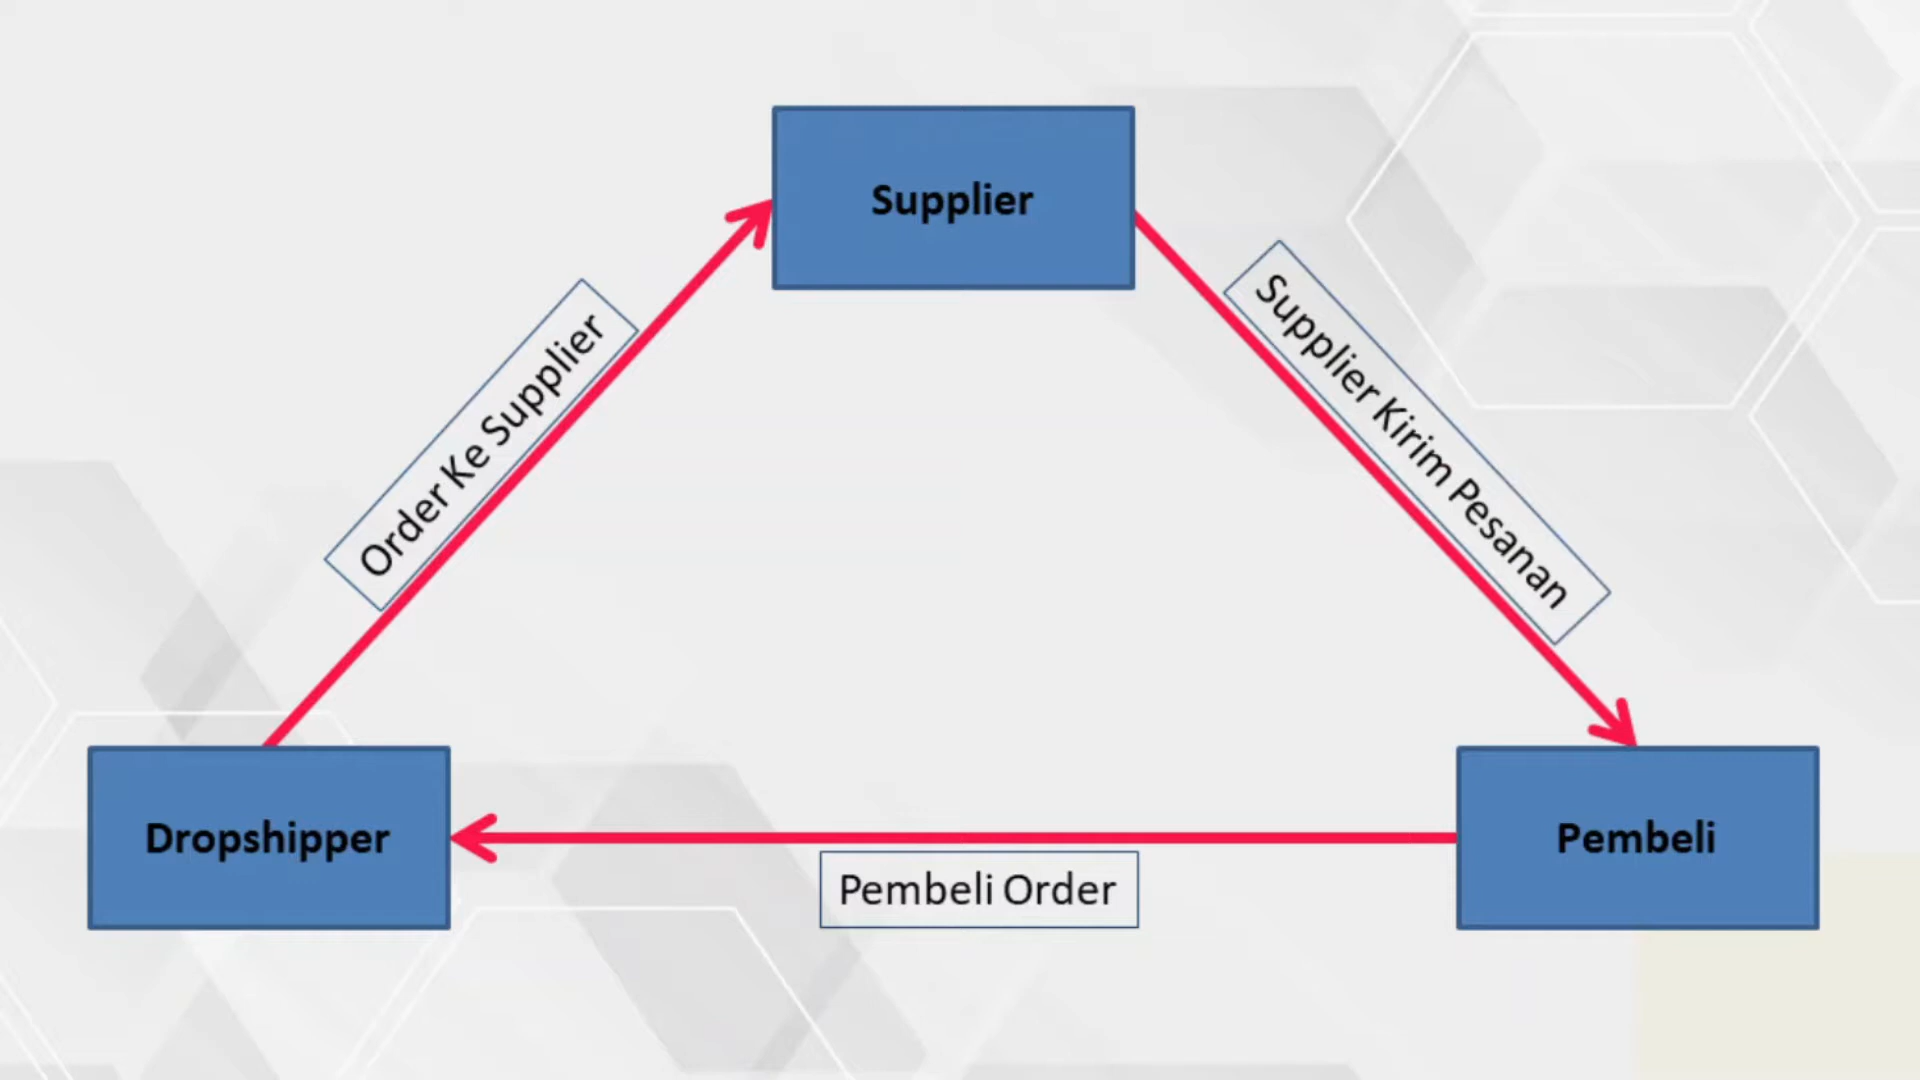 Supplier
Order Ke Supplier
Supplier Kirim Pesanan
Dropshipper
Pembeli
Pembeli Order